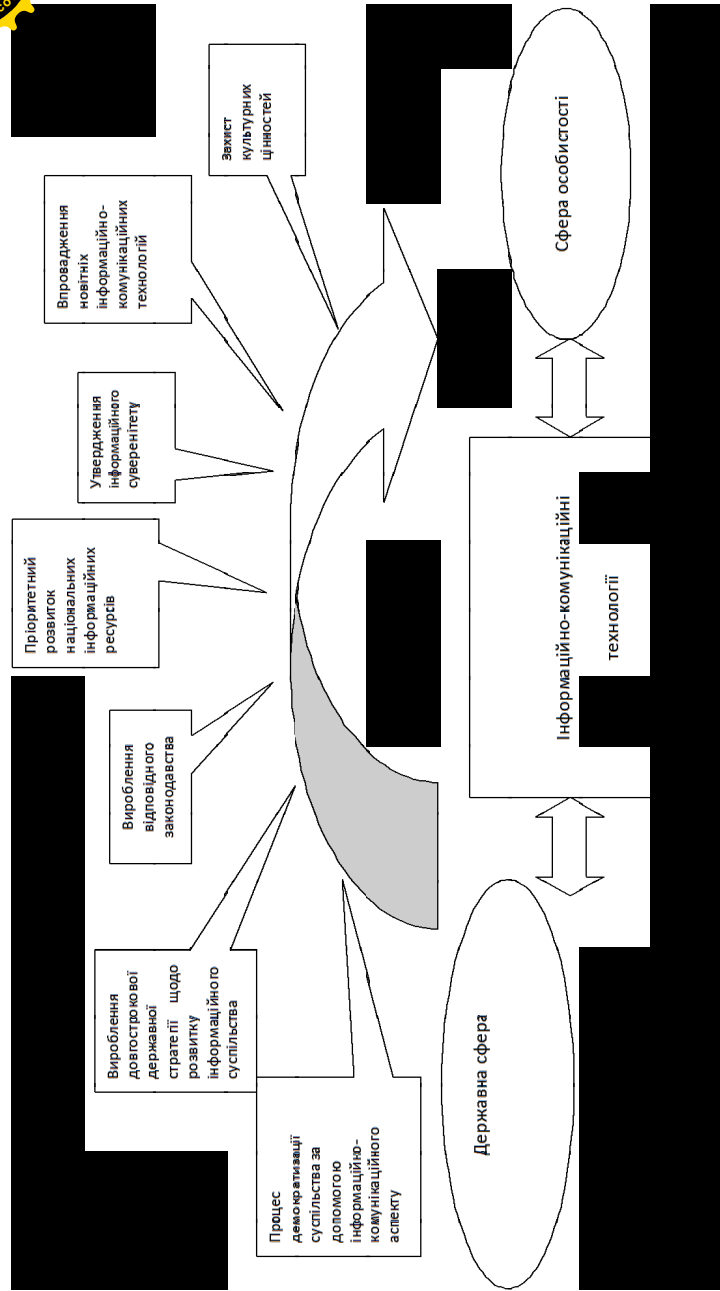 Процес
демократизації
суспільства за
допомогою
інформаційно-
комунікаційного
аспекту
Вироблення
довгострокової
державної
стратегії щодо
розвитку
інформаційного
суспільства
Вироблення
відповідного
законодавства
Пріоритетний
розвиток
національних
інформаційних
ресурсів
Утвердження
інформаційного
суверенітету
Впровадження
новітніх
інформаційно-
комунікаційних
технологій
Захист
культурних
цінностей
Державна сфера
Інформаційно-комунікаційні
технології
Сфера особистості